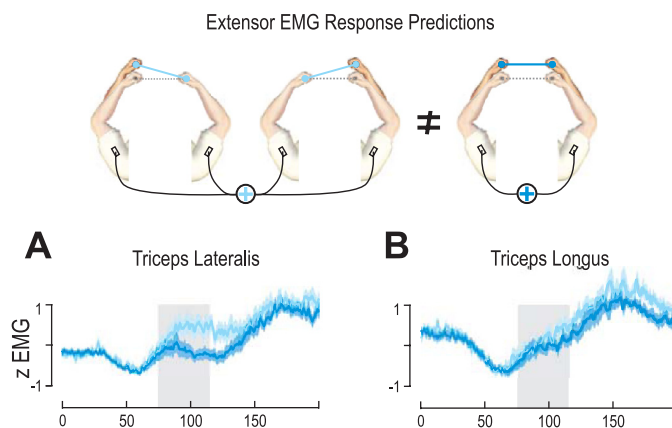 Extensor EMG Response Predictions
≠
A
Triceps Lateralis
B
Triceps Longus
z EMG
1
-1
0 50 100 150
1
-1
0 50 100 150